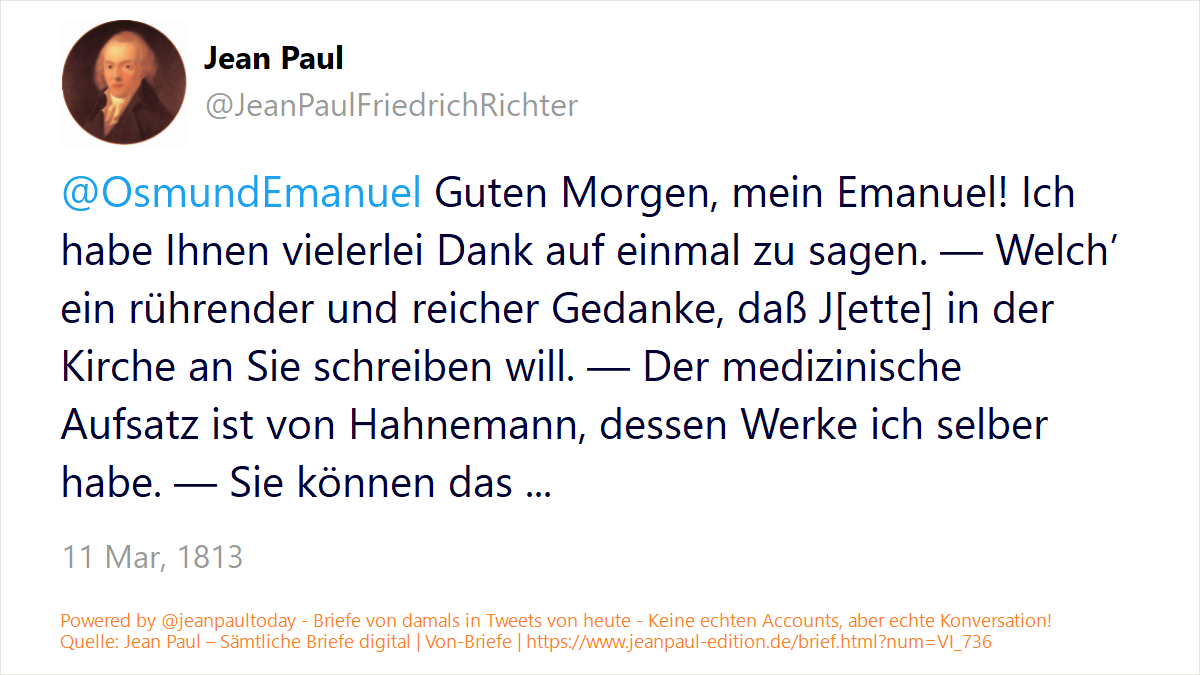 Jean Paul
@JeanPaulFriedrichRichter
@OsmundEmanuel Guten Morgen, mein Emanuel! Ich
habe Ihnen vielerlei Dank auf einmal zu sagen. — Welch’
ein rührender und reicher Gedanke, daß J[ette] in der
Kirche an Sie schreiben will. — Der medizinische
Aufsatz ist von Hahnemann, dessen Werke ich selber
habe. — Sie können das ...
11 Mar, 1813
Powered by @jeanpaultoday - Briefe von damals in Tweets von heute - Keine echten Accounts, aber echte Konversation!
Quelle: Jean Paul – Sämtliche Briefe digital | Von-Briefe | https://www.jeanpaul-edition.de/brief.html?num=VI_736